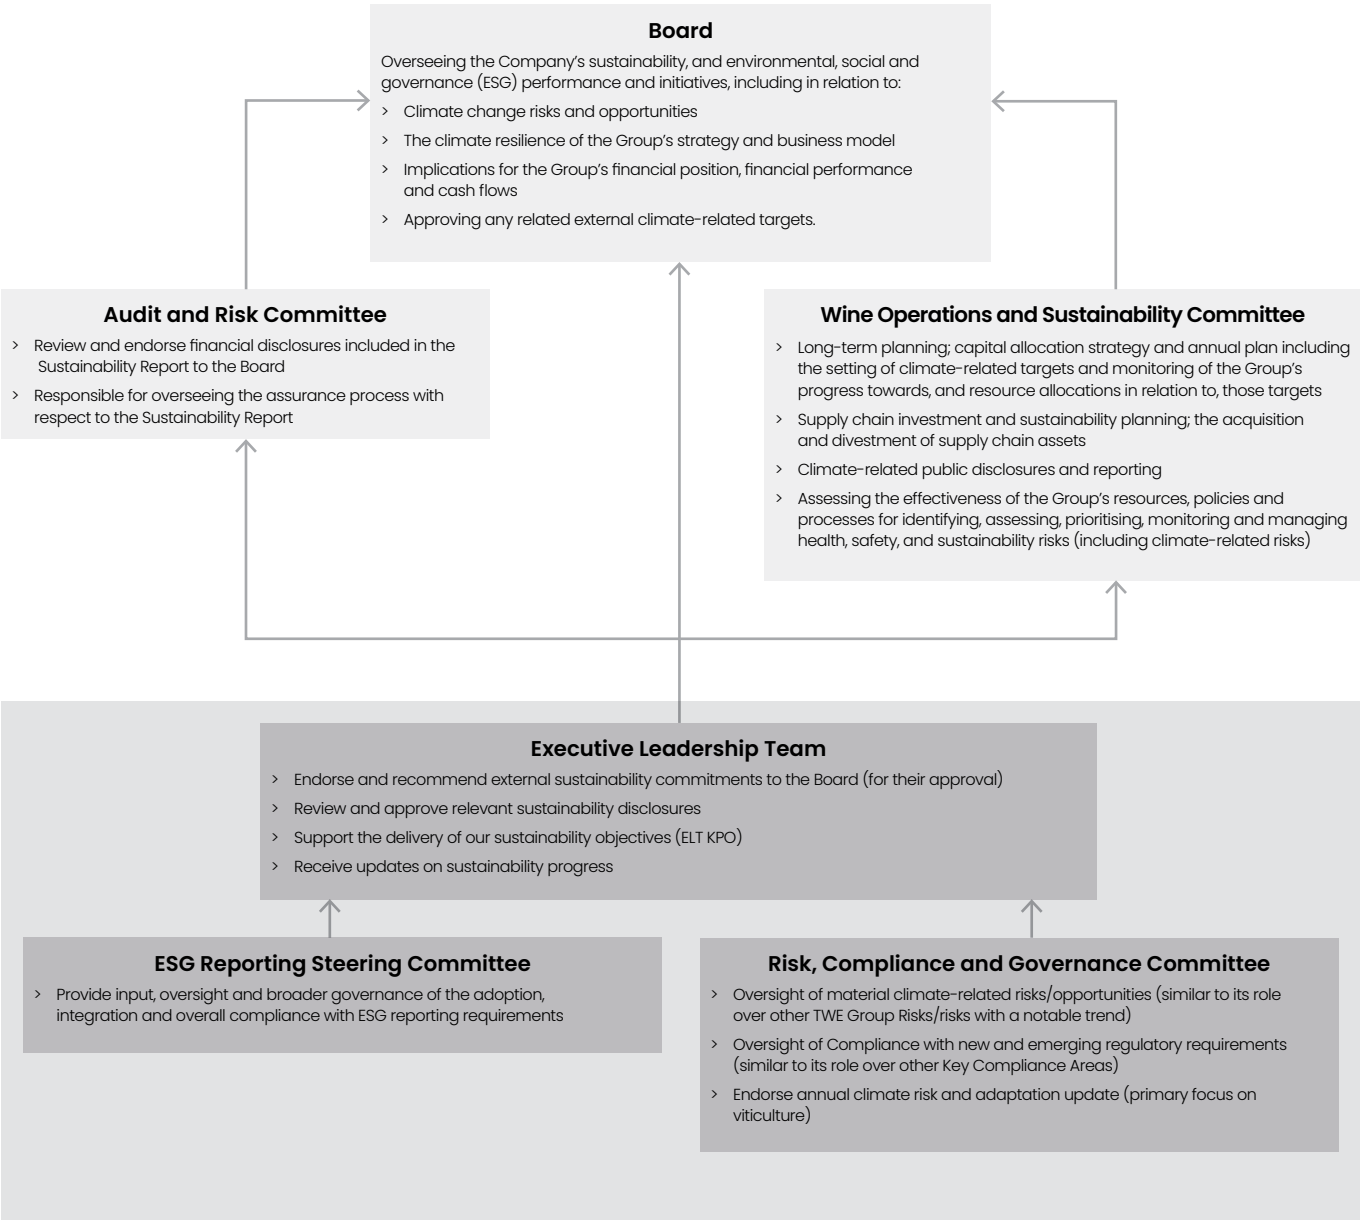 Board
Overseeing the Company’s sustainability, and environmental, social and
governance (ESG) performance and initiatives, including in relation to:
> Climate change risks and opportunities
> The climate resilience of the Group’s strategy and business model
> Implications for the Group’s financial position, financial performance
and cash flows
> Approving any related external climate-related targets.
Audit and Risk Committee
> Review and endorse financial disclosures included in the
Sustainability Report to the Board
> Responsible for overseeing the assurance process with
respect to the Sustainability Report
Wine Operations and Sustainability Committee
> Long-term planning; capital allocation strategy and annual plan including
the setting of climate-related targets and monitoring of the Group’s
progress towards, and resource allocations in relation to, those targets
> Supply chain investment and sustainability planning; the acquisition
and divestment of supply chain assets
> Climate-related public disclosures and reporting
> Assessing the effectiveness of the Group’s resources, policies and
processes for identifying, assessing, prioritising, monitoring and managing
health, safety, and sustainability risks (including climate-related risks)
Executive Leadership Team
> Endorse and recommend external sustainability commitments to the Board (for their approval)
> Review and approve relevant sustainability disclosures
> Support the delivery of our sustainability objectives (ELT KPO)
> Receive updates on sustainability progress
ESG Reporting Steering Committee
> Provide input, oversight and broader governance of the adoption,
integration and overall compliance with ESG reporting requirements
Risk, Compliance and Governance Committee
> Oversight of material climate-related risks/opportunities (similar to its role
over other TWE Group Risks/risks with a notable trend)
> Oversight of Compliance with new and emerging regulatory requirements
(similar to its role over other Key Compliance Areas)
> Endorse annual climate risk and adaptation update (primary focus on
viticulture)